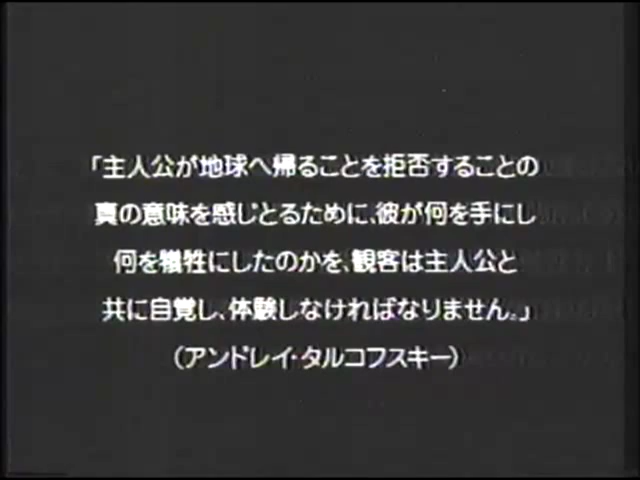 「主人公が地球へ帰ることを拒否することの
真の意味を感じとるために、彼が何を手にし
何を犠牲にしたのかを、観客は主人公と
共に自覚し、体験しなければなりません。」
(アンドレイ・タルコフスキー)